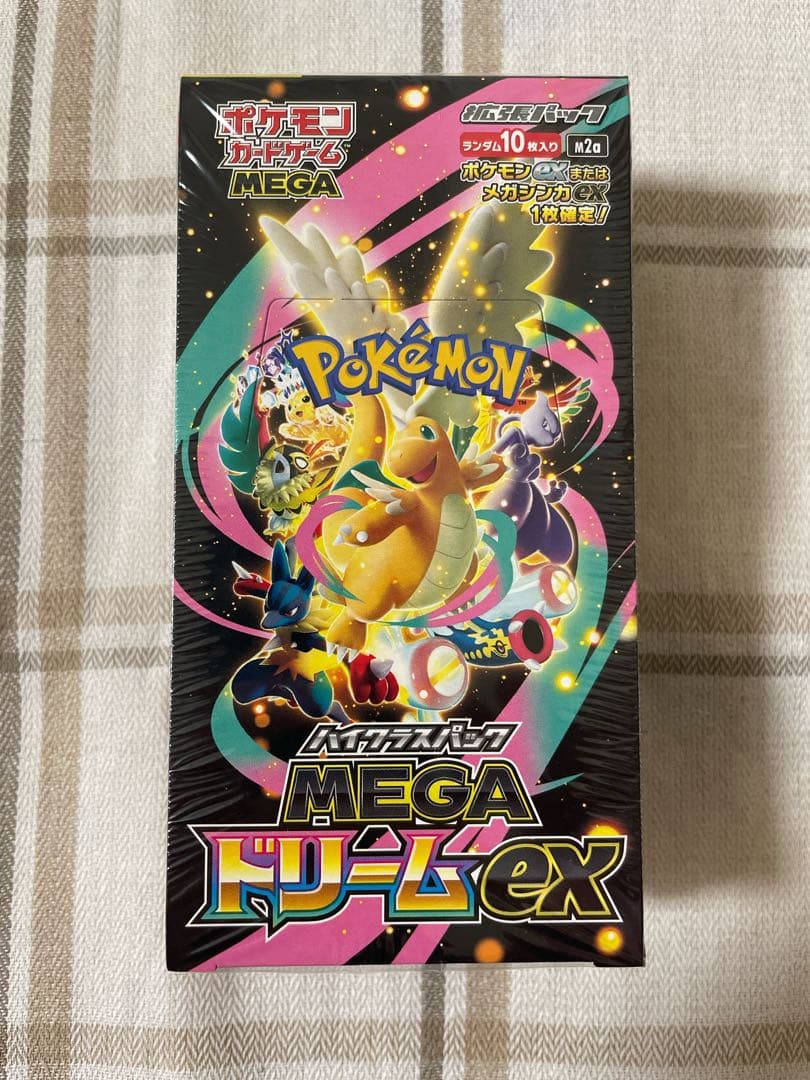 ポケモン
カードゲーム™
MEGA
拡張パック
ランダム10枚入り M2a
ポケモンexまたは
メガシンカex
1枚確定!
POKéMON
TM
ハイクラスパック
MEGA
ドリームex